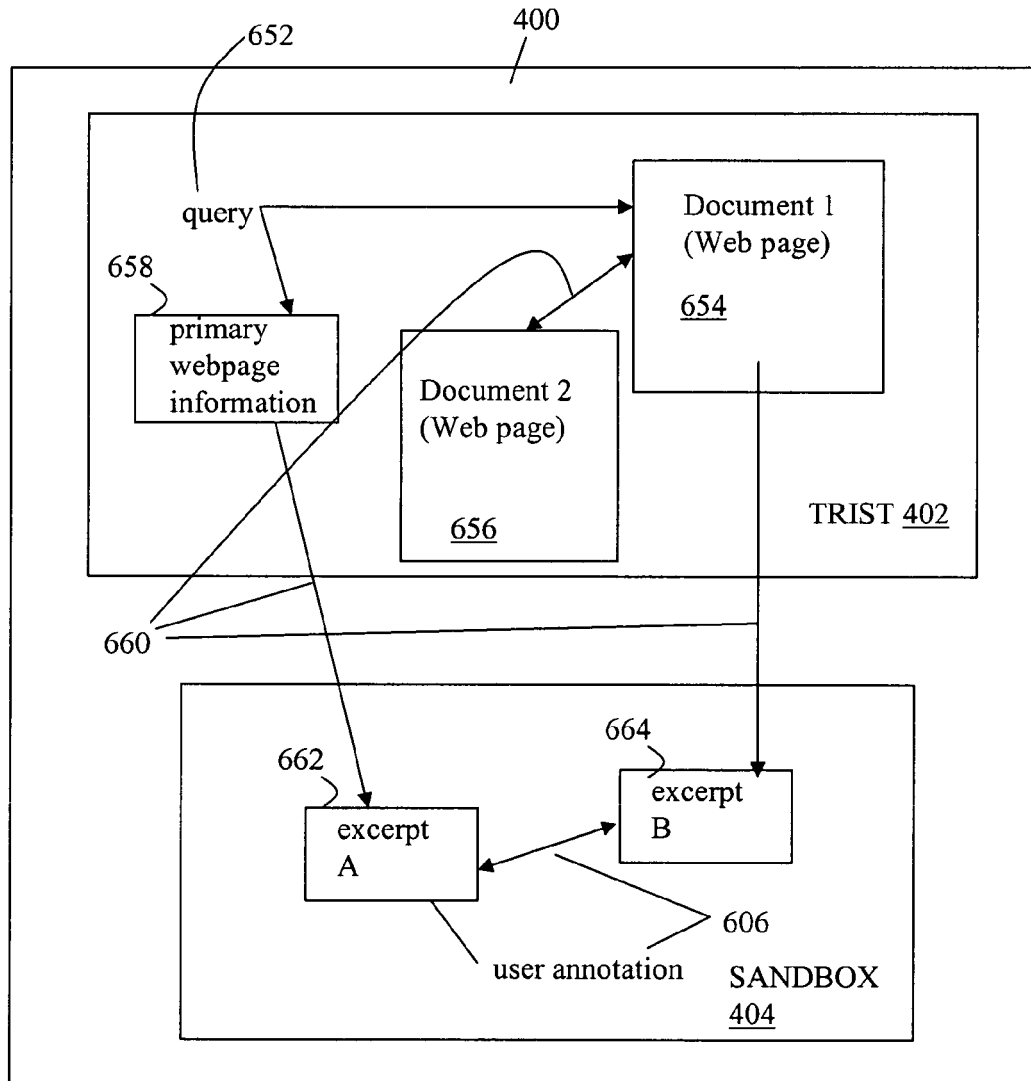 400
652
query
Document 1
(Web page)
654
658
primary
webpage
information
Document 2
(Web page)
656
TRIST 402
660
664
662
excerpt
B
excerpt
A
606
user annotation
SANDBOX
404